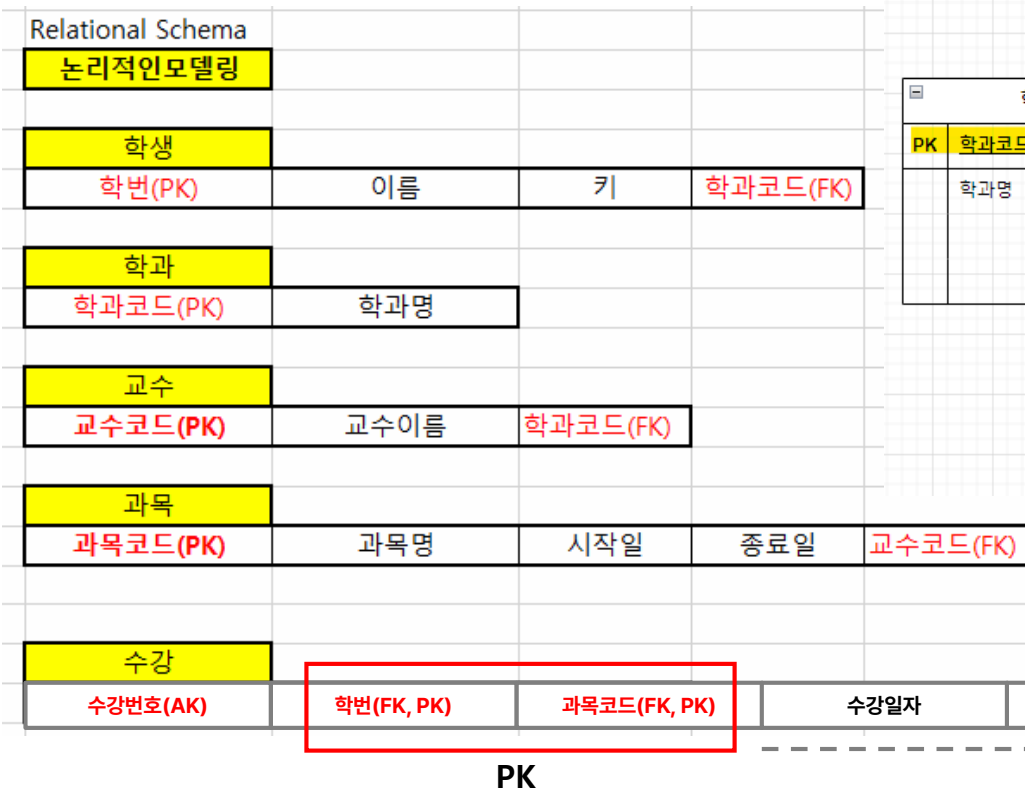 Relational Schema
논리적인모델링
학생
학번(PK) 이름 키 학과코드(FK)
학과
학과코드(PK) 학과명
교수
교수코드(PK) 교수이름 학과코드(FK)
과목
과목코드(PK) 과목명 시작일 종료일 교수코드(FK)
수강
수강번호(AK) 학번(FK, PK) 과목코드(FK, PK) 수강일자
PK
PK 학과코드
학과명